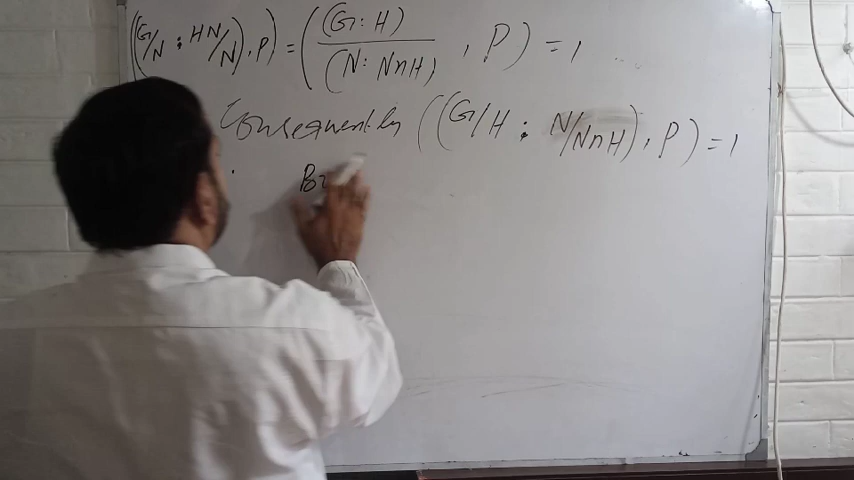 ((G/N : HN/N), P) = ((G : H)/(N : N∩H), P) = 1
Consequently ((G/H : N/N∩H), P) = 1
B